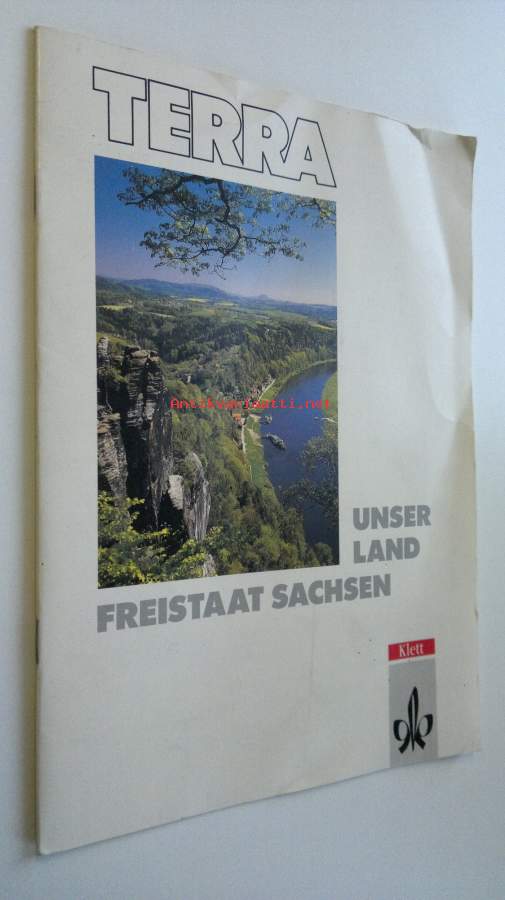 TERRA
Antikvariaatti.net
UNSER
LAND
FREISTAAT SACHSEN
Klett